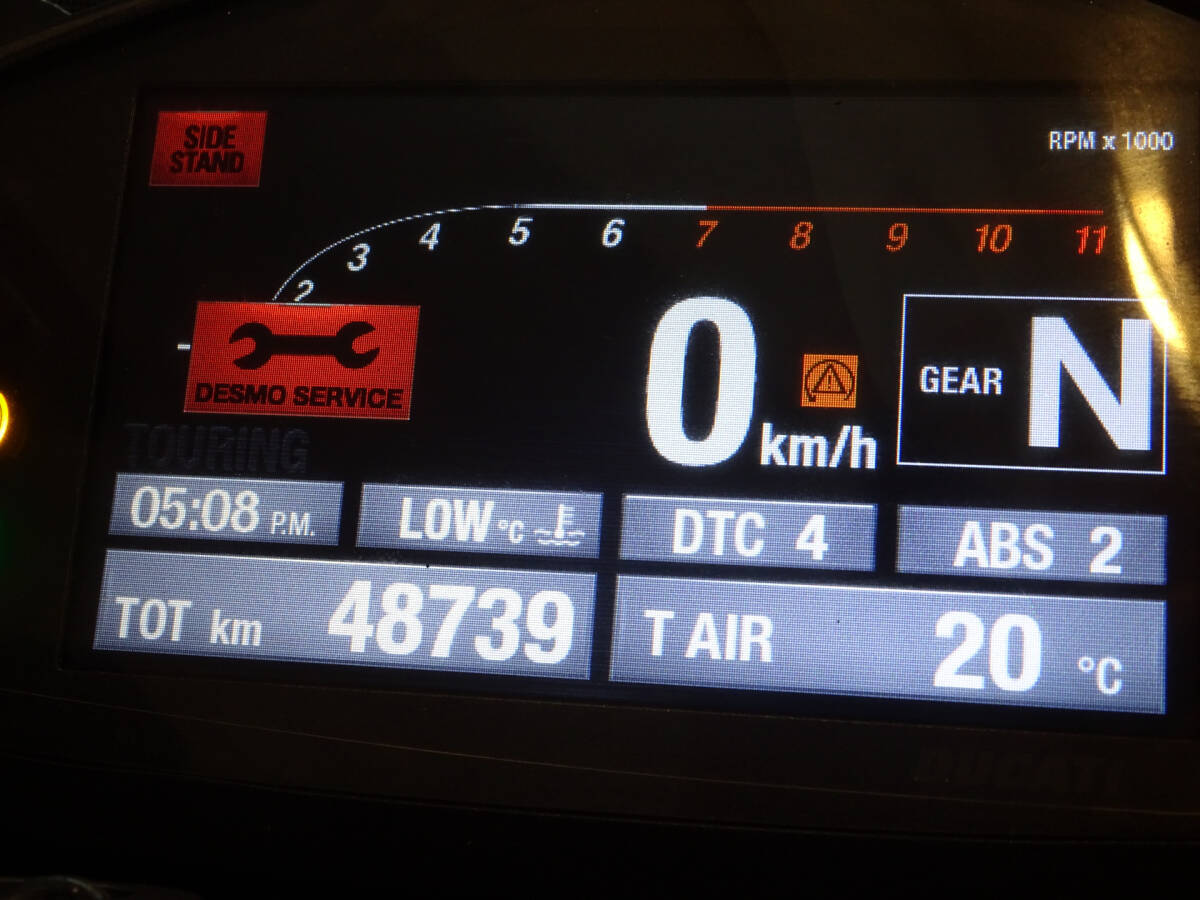 SIDE
STAND
RPM x 1000
2 3 4 5 6 7 8 9 10 11
DESMO SERVICE
0 km/h
GEAR N
TOURING
05:08 P.M.
LOW °C
DTC 4
ABS 2
TOT km 48739
T AIR 20 °C
DUCATI